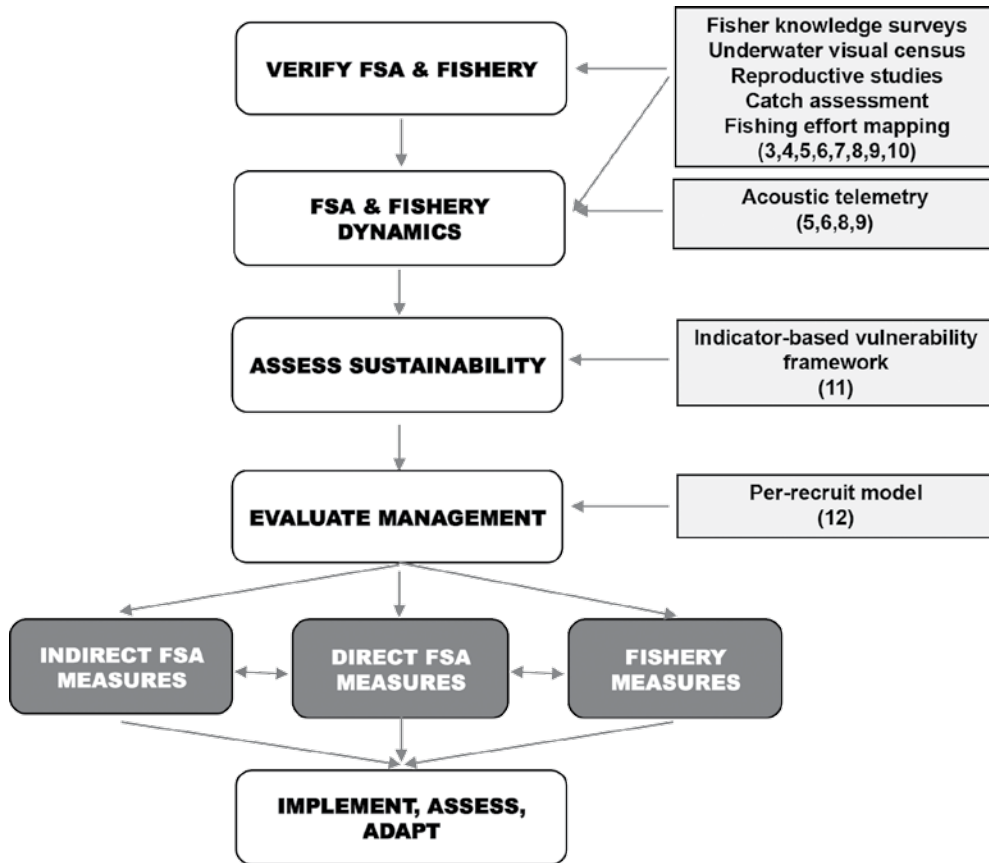 VERIFY FSA & FISHERY
Fisher knowledge surveys
Underwater visual census
Reproductive studies
Catch assessment
Fishing effort mapping
(3,4,5,6,7,8,9,10)
FSA & FISHERY
DYNAMICS
Acoustic telemetry
(5,6,8,9)
ASSESS SUSTAINABILITY
Indicator-based vulnerability
framework
(11)
EVALUATE MANAGEMENT
Per-recruit model
(12)
INDIRECT FSA
MEASURES
DIRECT FSA
MEASURES
FISHERY
MEASURES
IMPLEMENT, ASSESS,
ADAPT